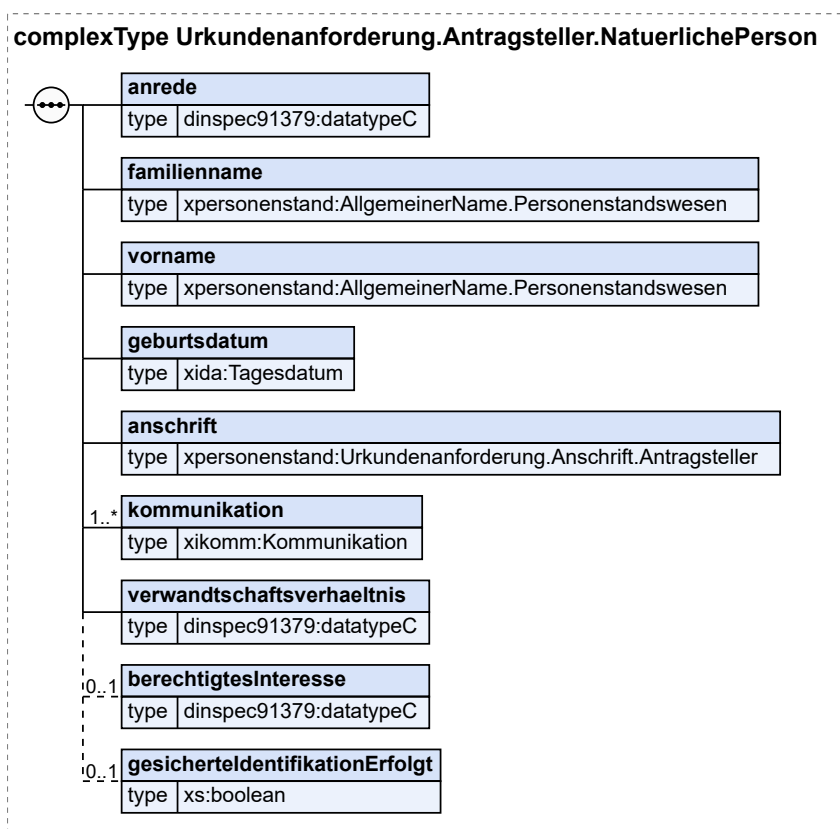 complexType Urkundenanforderung.Antragsteller.NatuerlichePerson
anrede
type dinspec91379:datatypeC
familienname
type xpersonenstand:AllgemeinerName.Personenstandswesen
vorname
type xpersonenstand:AllgemeinerName.Personenstandswesen
geburtsdatum
type xida:Tagesdatum
anschrift
type xpersonenstand:Urkundenanforderung.Anschrift.Antragsteller
1..* kommunikation
type xikomm:Kommunikation
verwandtschaftsverhaeltnis
type dinspec91379:datatypeC
0..1 berechtigtesInteresse
type dinspec91379:datatypeC
0..1 gesicherteIdentifikationErfolgt
type xs:boolean